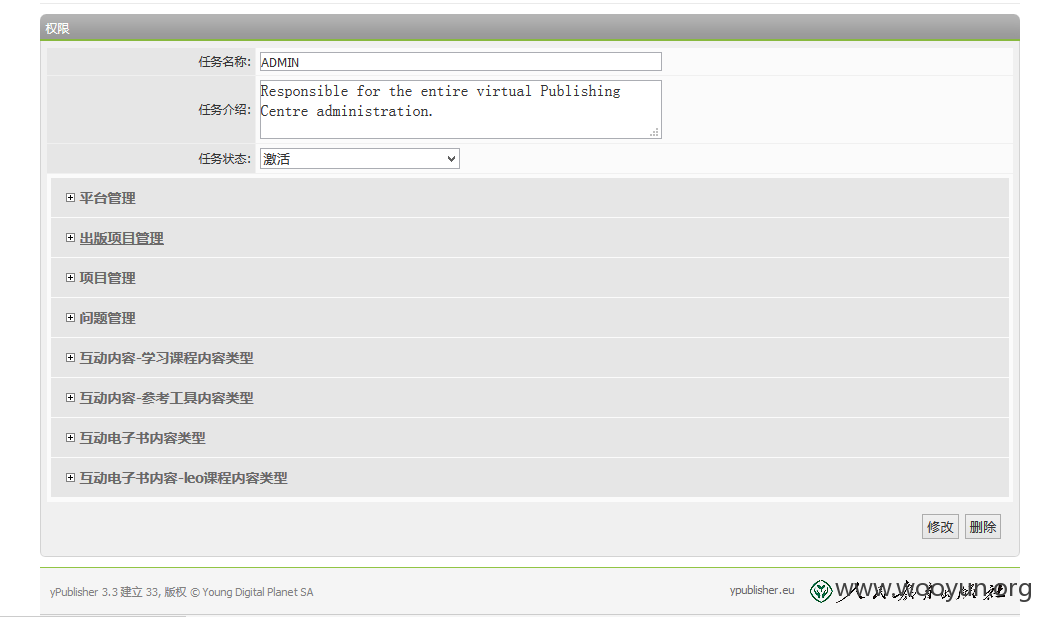 权限
任务名称: ADMIN
任务介绍: Responsible for the entire virtual Publishing
Centre administration.
任务状态: 激活
平台管理
出版项目管理
项目管理
问题管理
互动内容-学习课程内容类型
互动内容-参考工具内容类型
互动电子书内容类型
互动电子书内容-leo课程内容类型
修改 删除
yPublisher 3.3 建立 33, 版权 © Young Digital Planet SA
ypublisher.eu
www.wooyun.org